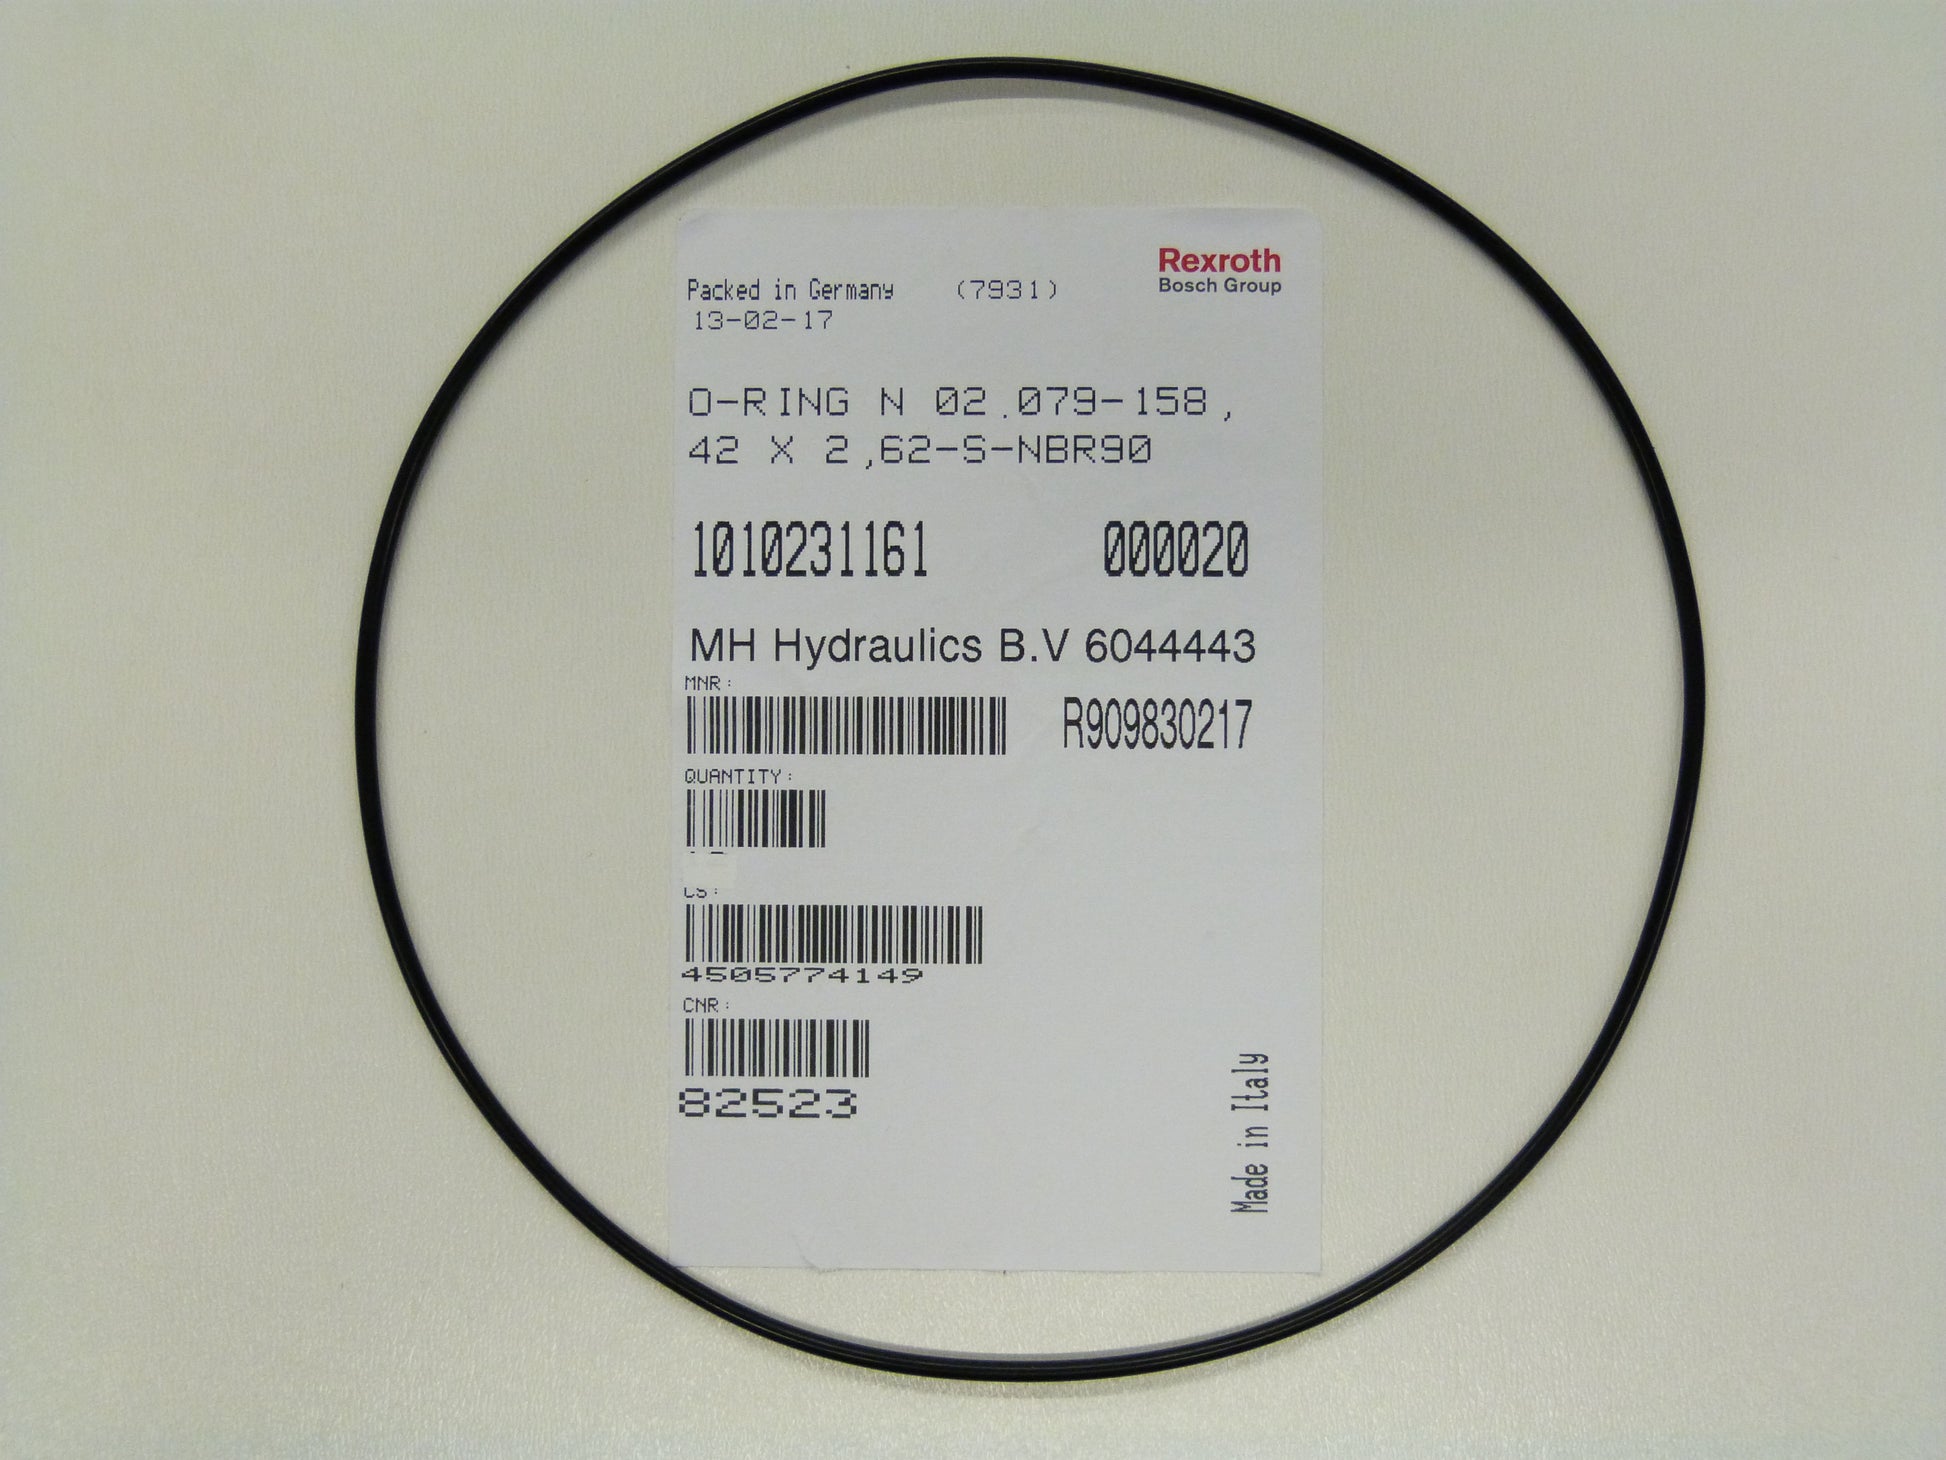 Rexroth
Bosch Group
Packed in Germany (7931)
13-02-17
O-RING N 02.079-158,
42 X 2,62-S-NBR90
1010231161 000020
MH Hydraulics B.V 6044443
MNR:
R909830217
QUANTITY:
LS:
4505774149
CNR:
82523
Made in Italy